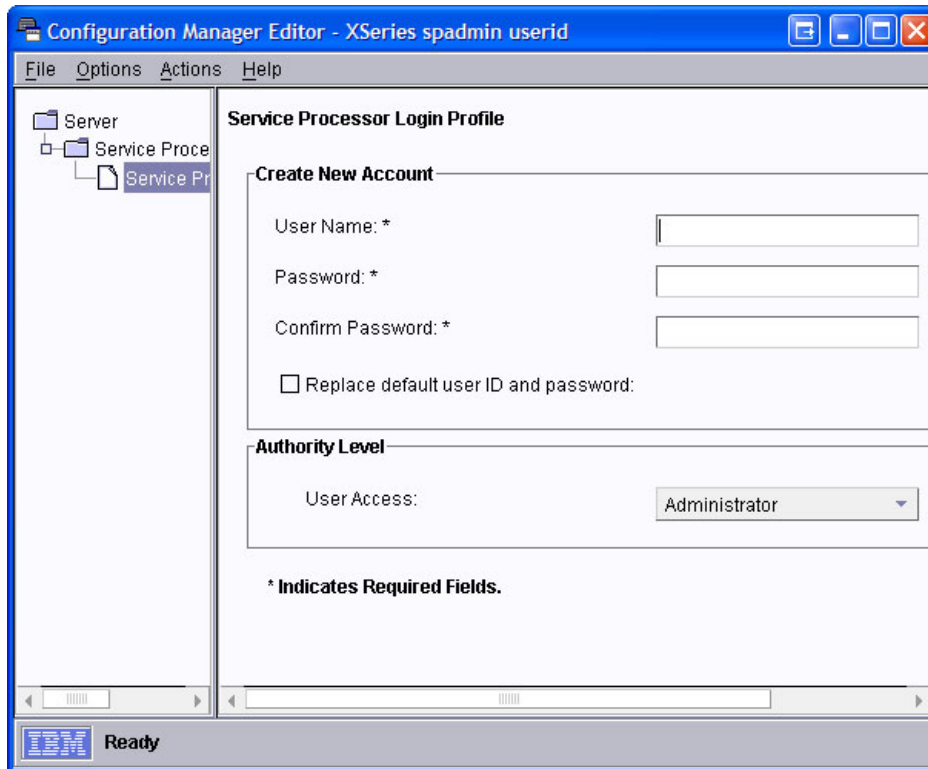 Configuration Manager Editor - XSeries spadmin userid
File Options Actions Help
Server
Service Proce
Service Pr
Service Processor Login Profile
Create New Account
User Name: *
Password: *
Confirm Password: *
Replace default user ID and password:
Authority Level
User Access:
Administrator
* Indicates Required Fields.
IBM Ready